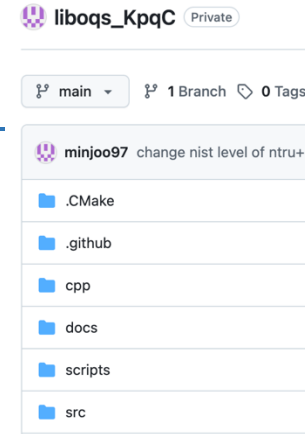 liboqs_KpqC Private
main 1 Branch 0 Tags
minjoo97 change nist level of ntru+
.CMake
.github
cpp
docs
scripts
src